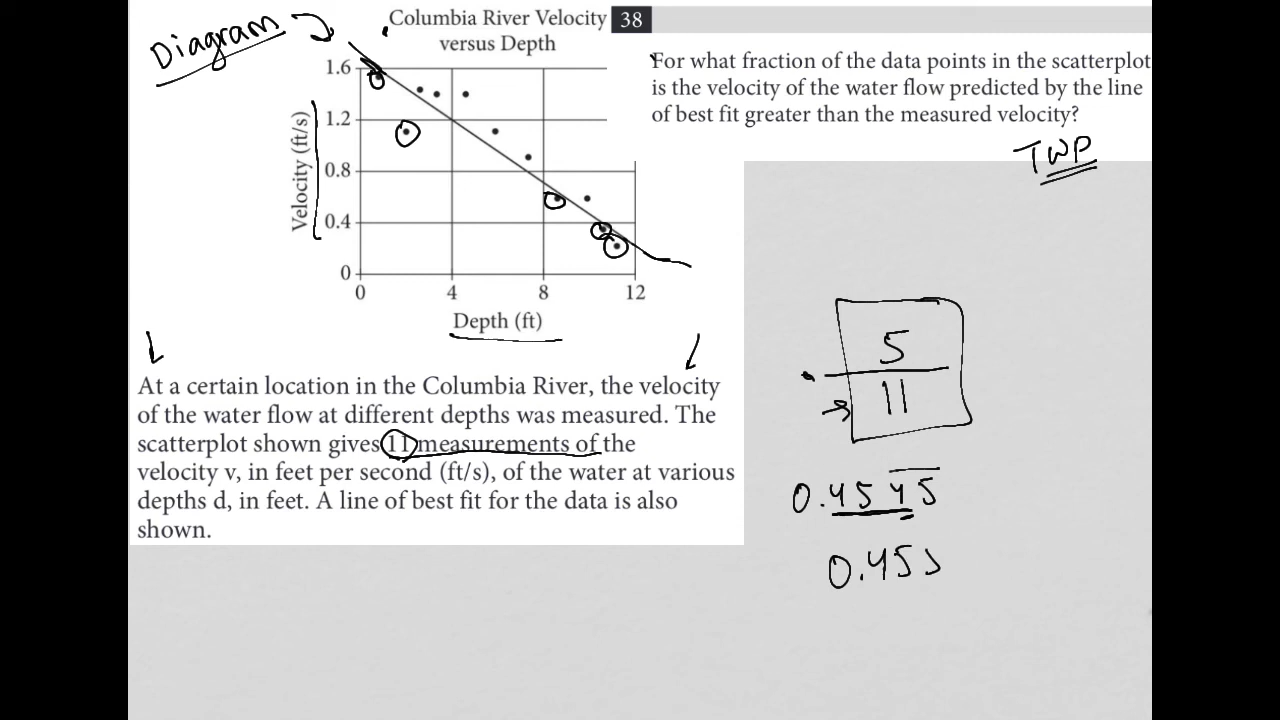 Diagram
Columbia River Velocity
versus Depth
38
For what fraction of the data points in the scatterplot
is the velocity of the water flow predicted by the line
of best fit greater than the measured velocity?
TWP
1.6
1.2
0.8
0.4
0
Velocity (ft/s)
0 4 8 12
Depth (ft)
At a certain location in the Columbia River, the velocity
of the water flow at different depths was measured. The
scatterplot shown gives 11 measurements of the
velocity v, in feet per second (ft/s), of the water at various
depths d, in feet. A line of best fit for the data is also
shown.
5
11
0.4545
0.455